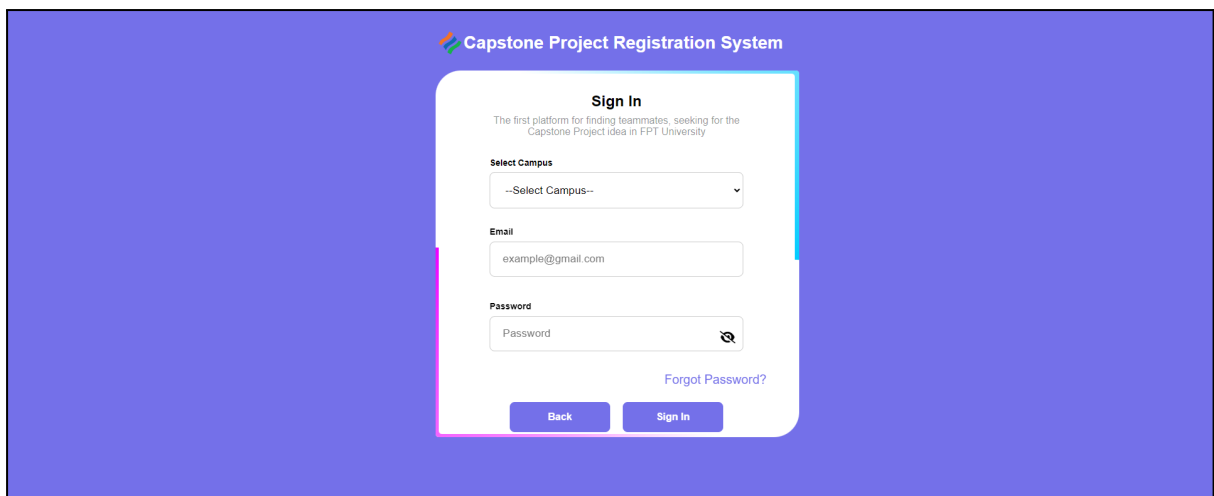 Capstone Project Registration System
Sign In
The first platform for finding teammates, seeking for the
Capstone Project idea in FPT University
Select Campus
--Select Campus--
Email
example@gmail.com
Password
Password
Forgot Password?
Back
Sign In